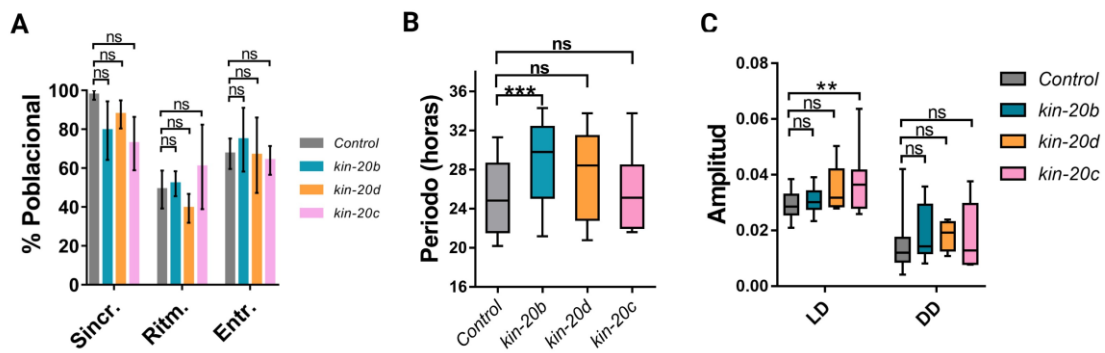 A
ns
ns
ns
ns
ns
ns
ns
ns
ns
% Poblacional
100
80
60
40
20
0
Sincr.
Ritm.
Entr.
Control
kin-20b
kin-20d
kin-20c
B
ns
ns
***
Periodo (horas)
36
32
28
24
20
16
Control
kin-20b
kin-20d
kin-20c
C
**
ns
ns
ns
ns
ns
Amplitud
0.08
0.06
0.04
0.02
0.00
LD
DD
Control
kin-20b
kin-20d
kin-20c